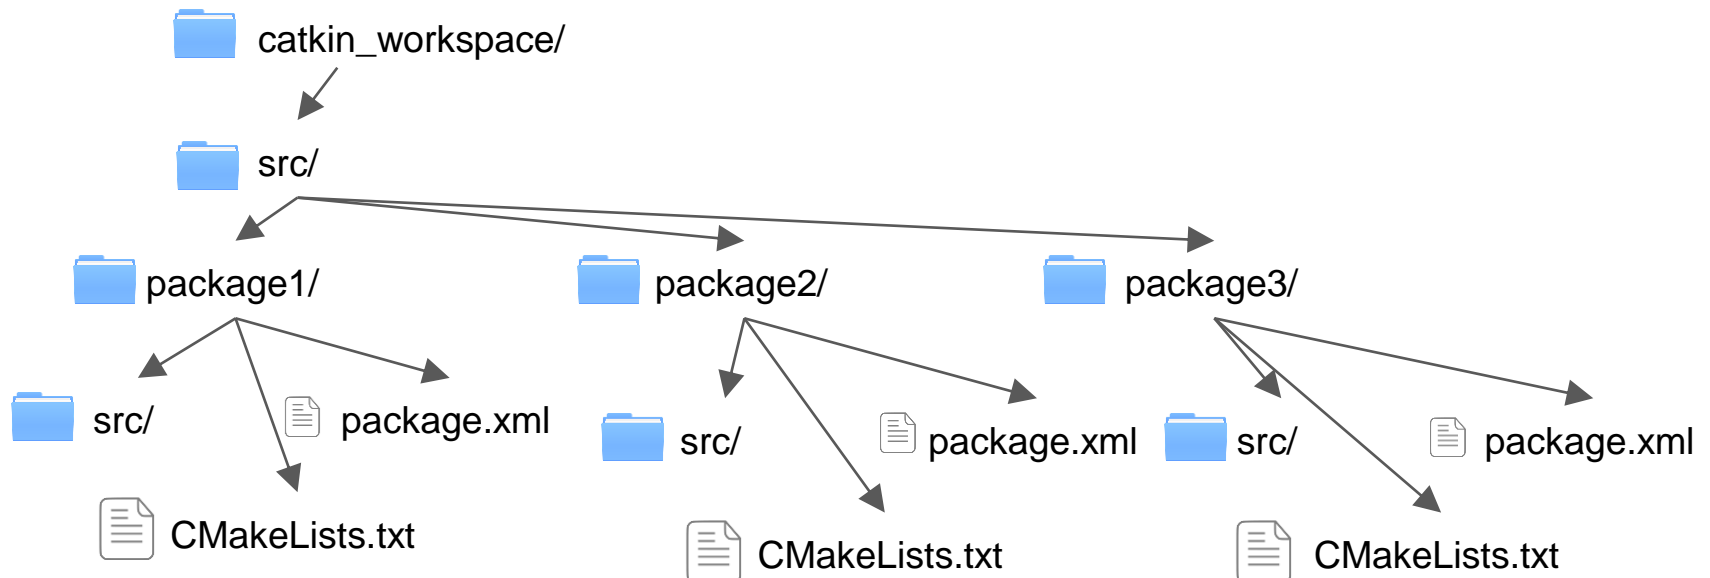 catkin_workspace/
src/
package1/
package2/
package3/
src/
package.xml
src/
package.xml
src/
package.xml
CMakeLists.txt
CMakeLists.txt
CMakeLists.txt